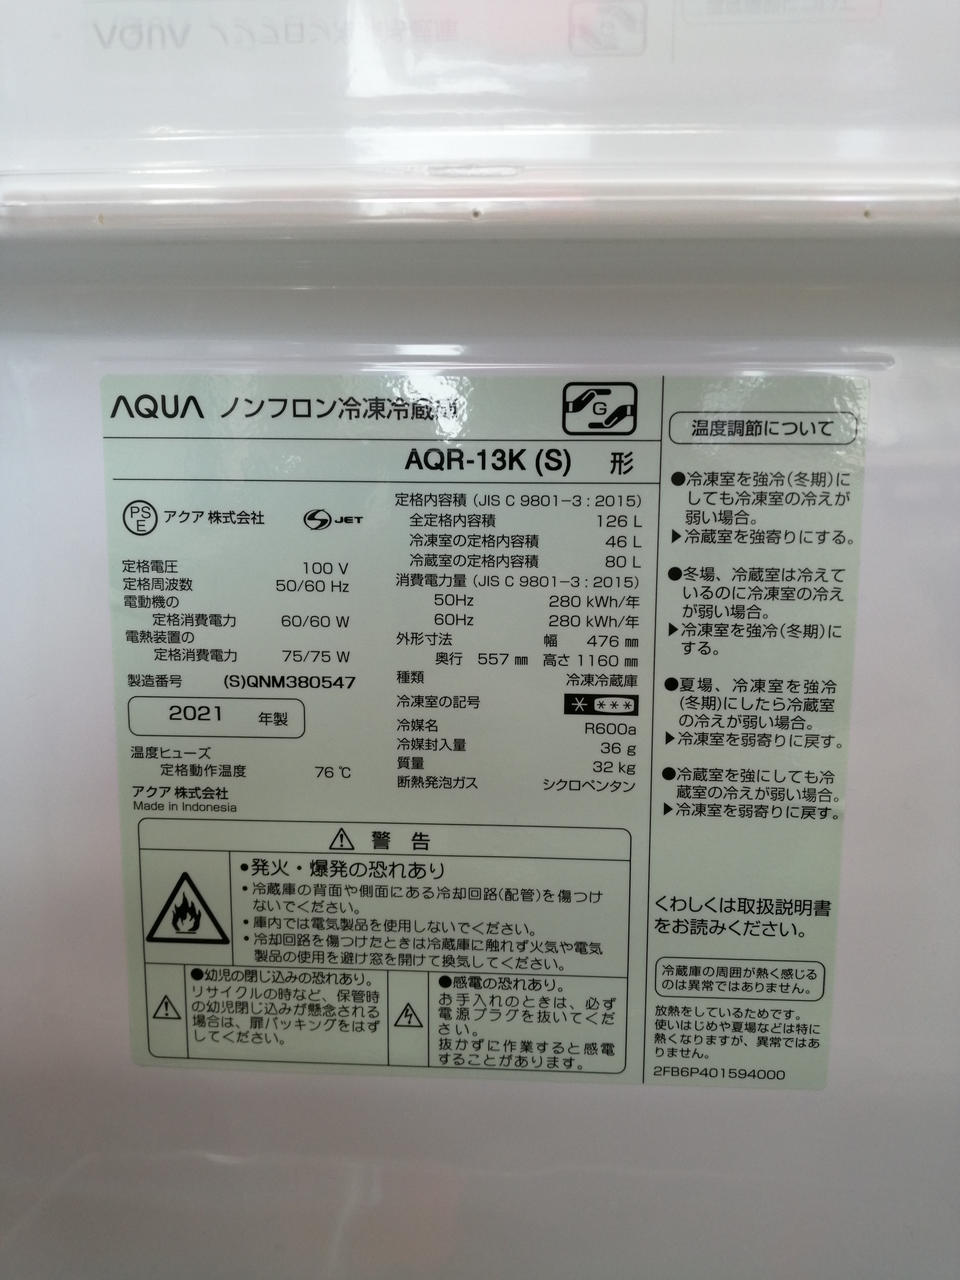 AQUA ノンフロン冷凍冷蔵庫
G
AQR-13K (S) 形
PS
E
アクア 株式会社
S JET
定格電圧 100 V
定格周波数 50/60 Hz
電動機の
定格消費電力 60/60 W
電熱装置の
定格消費電力 75/75 W
製造番号 (S)QNM380547
2021 年製
温度ヒューズ
定格動作温度 76 ℃
アクア 株式会社
Made in Indonesia
定格内容積 (JIS C 9801-3 : 2015)
全定格内容積 126 L
冷凍室の定格内容積 46 L
冷蔵室の定格内容積 80 L
消費電力量 (JIS C 9801-3 : 2015)
50Hz 280 kWh/年
60Hz 280 kWh/年
外形寸法 幅 476 ㎜
奥行 557 ㎜ 高さ 1160 ㎜
種類 冷凍冷蔵庫
冷凍室の記号 * ***
冷媒名 R600a
冷媒封入量 36 g
質量 32 kg
断熱発泡ガス シクロペンタン
⚠ 警 告
●発火・爆発の恐れあり
・冷蔵庫の背面や側面にある冷却回路(配管)を傷つけ
ないでください。
・庫内では電気製品を使用しないでください。
・冷却回路を傷つけたときは冷蔵庫に触れず火気や電気
製品の使用を避け窓を開けて換気してください。
●幼児の閉じ込みの恐れあり。
リサイクルの時など、保管時
の幼児閉じ込みが懸念される
場合は、扉パッキングをはず
してください。
●感電の恐れあり。
お手入れのときは、必ず
電源プラグを抜いてくだ
さい。
抜かずに作業すると感電
することがあります。
温度調節について
●冷凍室を強冷(冬期)に
しても冷凍室の冷えが
弱い場合。
▶冷蔵室を強寄りにする。
●冬場、冷蔵室は冷えて
いるのに冷凍室の冷え
が弱い場合。
▶冷凍室を強冷(冬期)に
する。
●夏場、冷凍室を強冷
(冬期)にしたら冷蔵室
の冷えが弱い場合。
▶冷凍室を弱寄りに戻す。
●冷蔵室を強にしても冷
蔵室の冷えが弱い場合。
▶冷凍室を弱寄りに戻す。
くわしくは取扱説明書
をお読みください。
冷蔵庫の周囲が熱く感じる
のは異常ではありません。
放熱をしているためです。
使いはじめや夏場などは特に
熱くなりますが、異常ではあ
りません。
2FB6P401594000